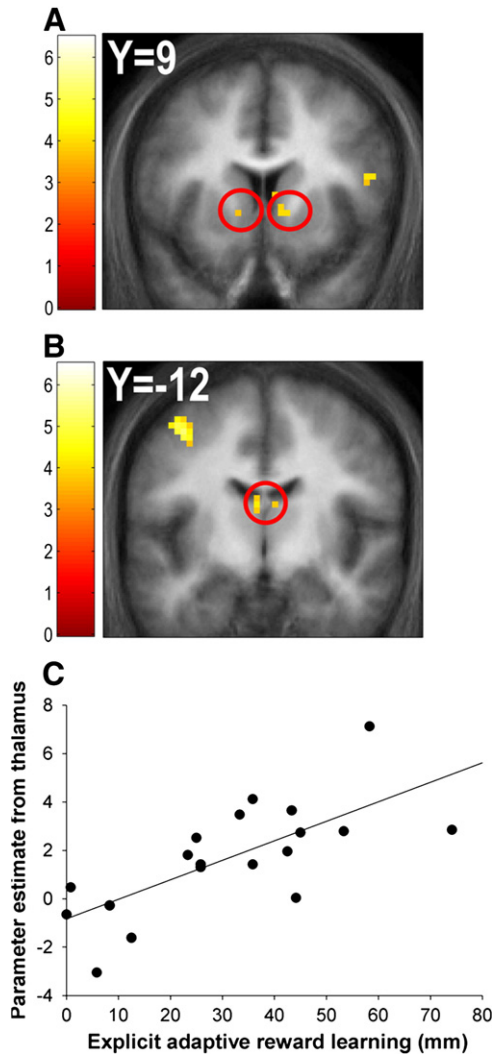 A
6
5
4
3
2
1
0
Y=9
B
6
5
4
3
2
1
0
Y=-12
C
Parameter estimate from thalamus
8
6
4
2
0
-2
-4
0 10 20 30 40 50 60 70 80
Explicit adaptive reward learning (mm)